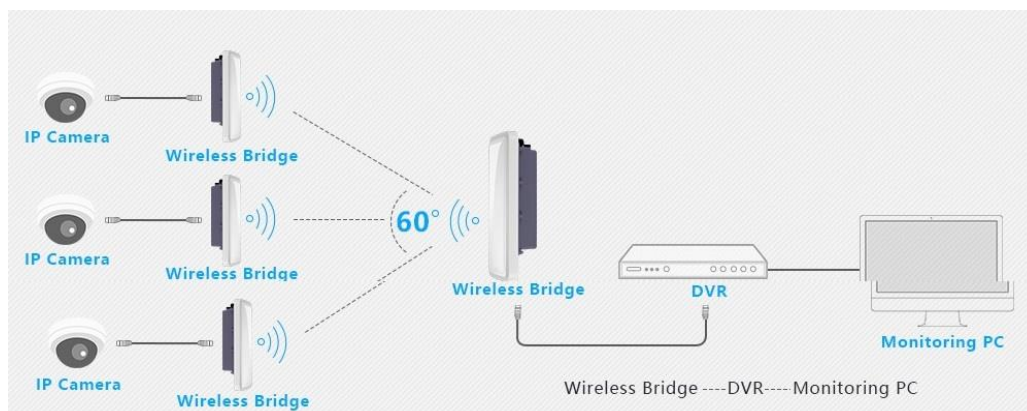 IP Camera
Wireless Bridge
IP Camera
Wireless Bridge
IP Camera
Wireless Bridge
60°
Wireless Bridge
DVR
Monitoring PC
Wireless Bridge ----DVR---- Monitoring PC